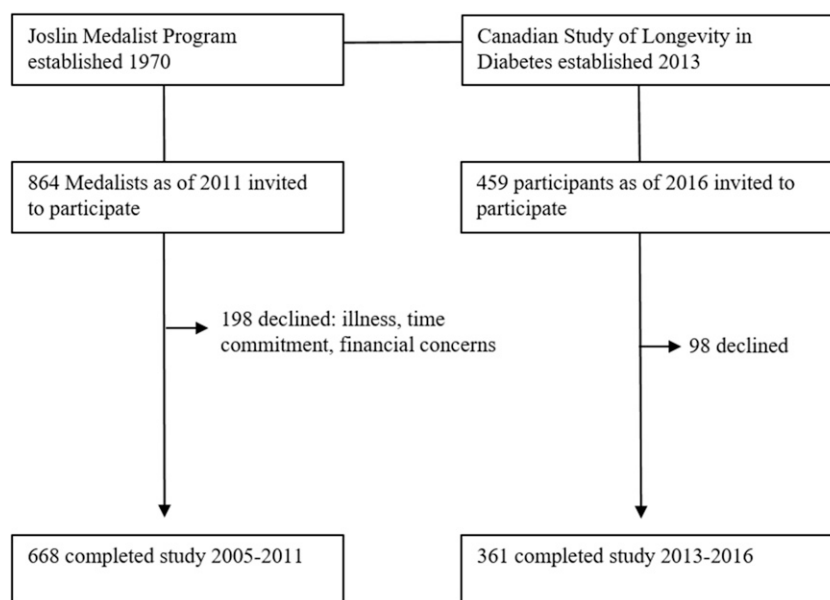 Joslin Medalist Program
established 1970
Canadian Study of Longevity in
Diabetes established 2013
864 Medalists as of 2011 invited
to participate
459 participants as of 2016 invited to
participate
198 declined: illness, time
commitment, financial concerns
98 declined
668 completed study 2005-2011
361 completed study 2013-2016